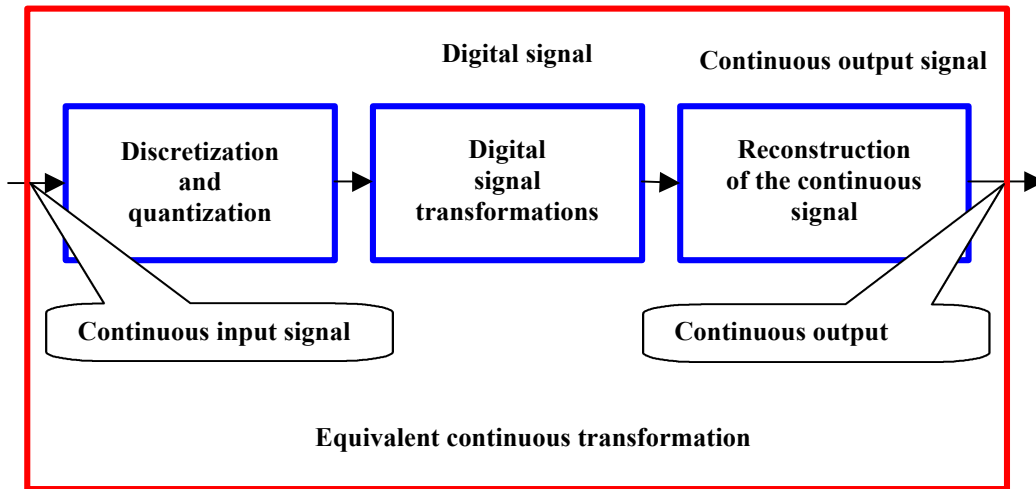 Digital signal
Continuous output signal
Discretization
and
quantization
Digital
signal
transformations
Reconstruction
of the continuous
signal
Continuous input signal
Continuous output
Equivalent continuous transformation